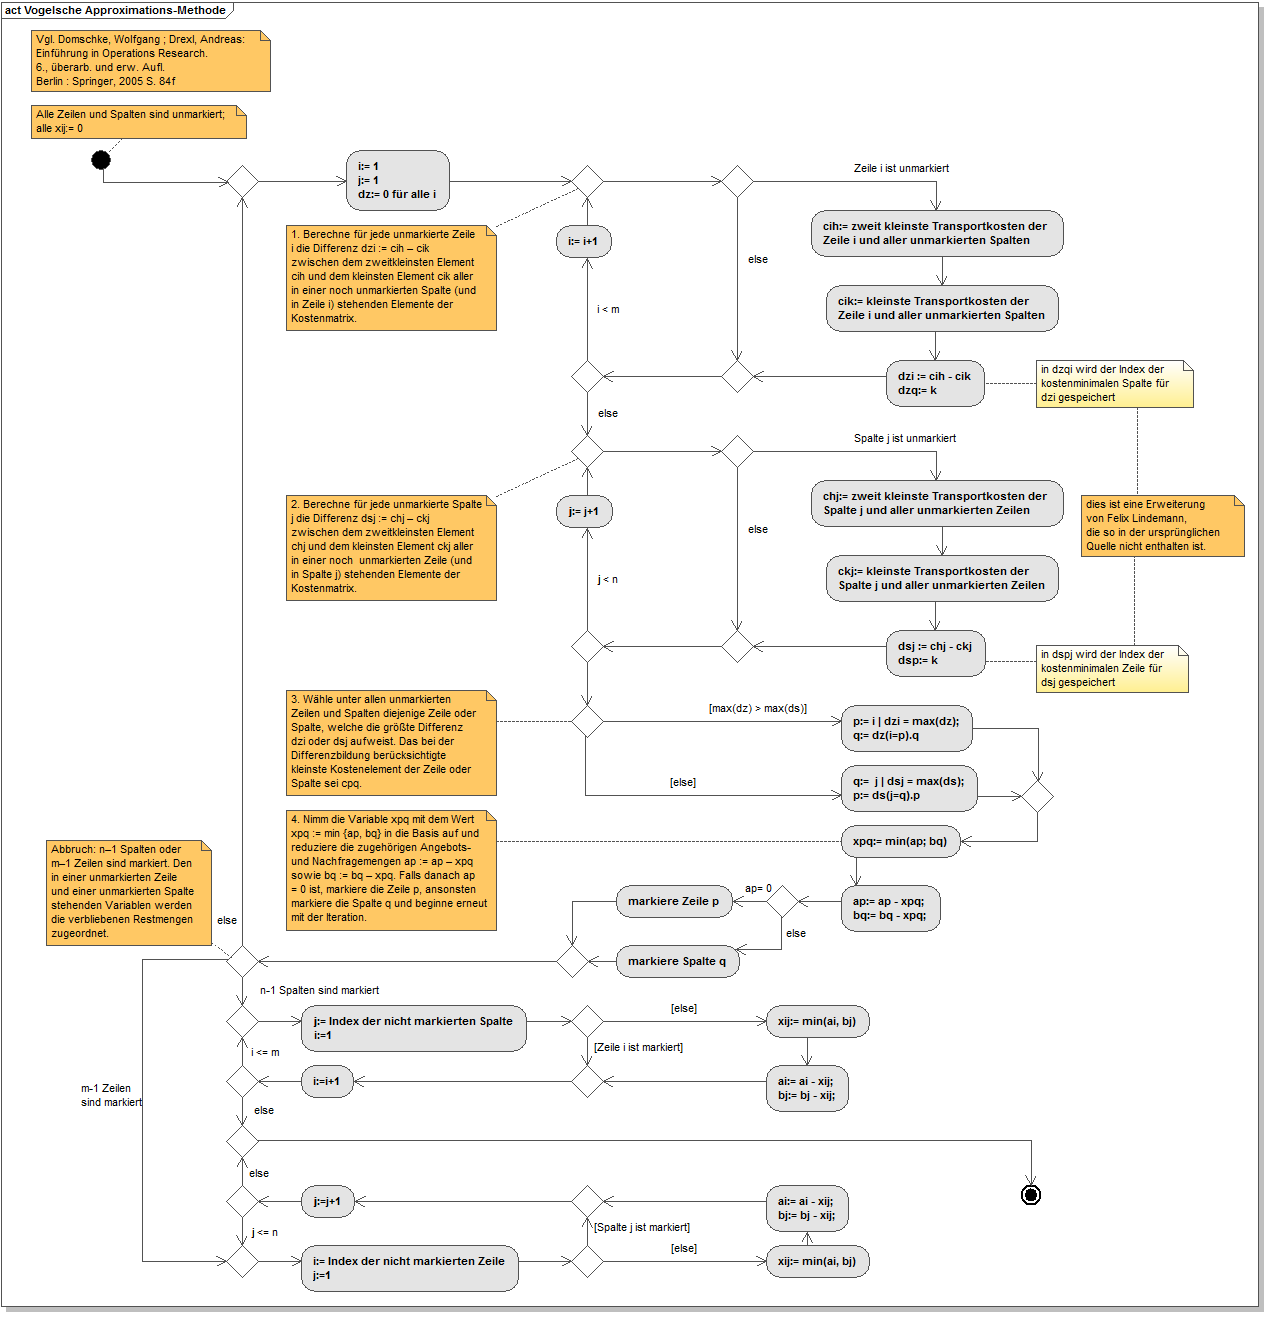 act Vogelsche Approximations-Methode
Vgl. Domschke, Wolfgang ; Drexl, Andreas:
Einführung in Operations Research.
6., überarb. und erw. Aufl.
Berlin : Springer, 2005 S. 84f
Alle Zeilen und Spalten sind unmarkiert;
alle xij:= 0
i:= 1
j:= 1
dz:= 0 für alle i
Zeile i ist unmarkiert
1. Berechne für jede unmarkierte Zeile
i die Differenz dzi := cih – cik
zwischen dem zweitkleinsten Element
cih und dem kleinsten Element cik aller
in einer noch unmarkierten Spalte (und
in Zeile i) stehenden Elemente der
Kostenmatrix.
i:= i+1
i < m
else
cih:= zweit kleinste Transportkosten der
Zeile i und aller unmarkierten Spalten
cik:= kleinste Transportkosten der
Zeile i und aller unmarkierten Spalten
dzi := cih - cik
dzq:= k
in dzqi wird der Index der
kostenminimalen Spalte für
dzi gespeichert
else
Spalte j ist unmarkiert
2. Berechne für jede unmarkierte Spalte
j die Differenz dsj := chj – ckj
zwischen dem zweitkleinsten Element
chj und dem kleinsten Element ckj aller
in einer noch  unmarkierten Zeile (und
in Spalte j) stehenden Elemente der
Kostenmatrix.
j:= j+1
j < n
else
chj:= zweit kleinste Transportkosten der
Spalte j und aller unmarkierten Zeilen
ckj:= kleinste Transportkosten der
Spalte j und aller unmarkierten Zeilen
dies ist eine Erweiterung
von Felix Lindemann,
die so in der ursprünglichen
Quelle nicht enthalten ist.
dsj := chj - ckj
dsp:= k
in dspj wird der Index der
kostenminimalen Zeile für
dsj gespeichert
3. Wähle unter allen unmarkierten
Zeilen und Spalten diejenige Zeile oder
Spalte, welche die größte Differenz
dzi oder dsj aufweist. Das bei der
Differenzbildung berücksichtigte
kleinste Kostenelement der Zeile oder
Spalte sei cpq.
[max(dz) > max(ds)]
p:= i | dzi = max(dz);
q:= dz(i=p).q
[else]
q:=  j | dsj = max(ds);
p:= ds(j=q).p
4. Nimm die Variable xpq mit dem Wert
xpq := min {ap, bq} in die Basis auf und
reduziere die zugehörigen Angebots-
und Nachfragemengen ap := ap – xpq
sowie bq := bq – xpq. Falls danach ap
= 0 ist, markiere die Zeile p, ansonsten
markiere die Spalte q und beginne erneut
mit der Iteration.
xpq:= min(ap; bq)
ap:= ap - xpq;
bq:= bq - xpq;
ap= 0
else
markiere Zeile p
markiere Spalte q
Abbruch: n–1 Spalten oder
m–1 Zeilen sind markiert. Den
in einer unmarkierten Zeile
und einer unmarkierten Spalte
stehenden Variablen werden
die verbliebenen Restmengen
zugeordnet.
else
n-1 Spalten sind markiert
j:= Index der nicht markierten Spalte
i:=1
[else]
xij:= min(ai, bj)
[Zeile i ist markiert]
i <= m
i:=i+1
ai:= ai - xij;
bj:= bj - xij;
m-1 Zeilen
sind markiert
else
else
j:=j+1
ai:= ai - xij;
bj:= bj - xij;
[Spalte j ist markiert]
j <= n
[else]
i:= Index der nicht markierten Zeile
j:=1
xij:= min(ai, bj)